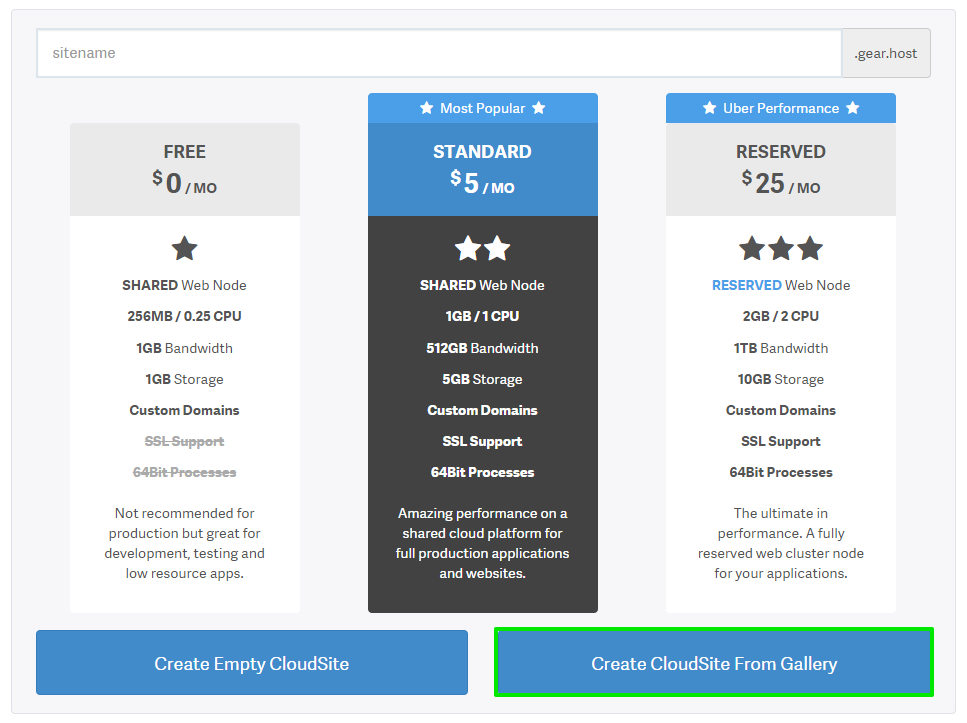 sitename
.gear.host
FREE
$0 / MO
SHARED Web Node
256MB / 0.25 CPU
1GB Bandwidth
1GB Storage
Custom Domains
SSL Support
64Bit Processes
Not recommended for
production but great for
development, testing and
low resource apps.
Most Popular
STANDARD
$5 / MO
SHARED Web Node
1GB / 1 CPU
512GB Bandwidth
5GB Storage
Custom Domains
SSL Support
64Bit Processes
Amazing performance on a
shared cloud platform for
full production applications
and websites.
Uber Performance
RESERVED
$25 / MO
RESERVED Web Node
2GB / 2 CPU
1TB Bandwidth
10GB Storage
Custom Domains
SSL Support
64Bit Processes
The ultimate in
performance. A fully
reserved web cluster node
for your applications.
Create Empty CloudSite
Create CloudSite From Gallery